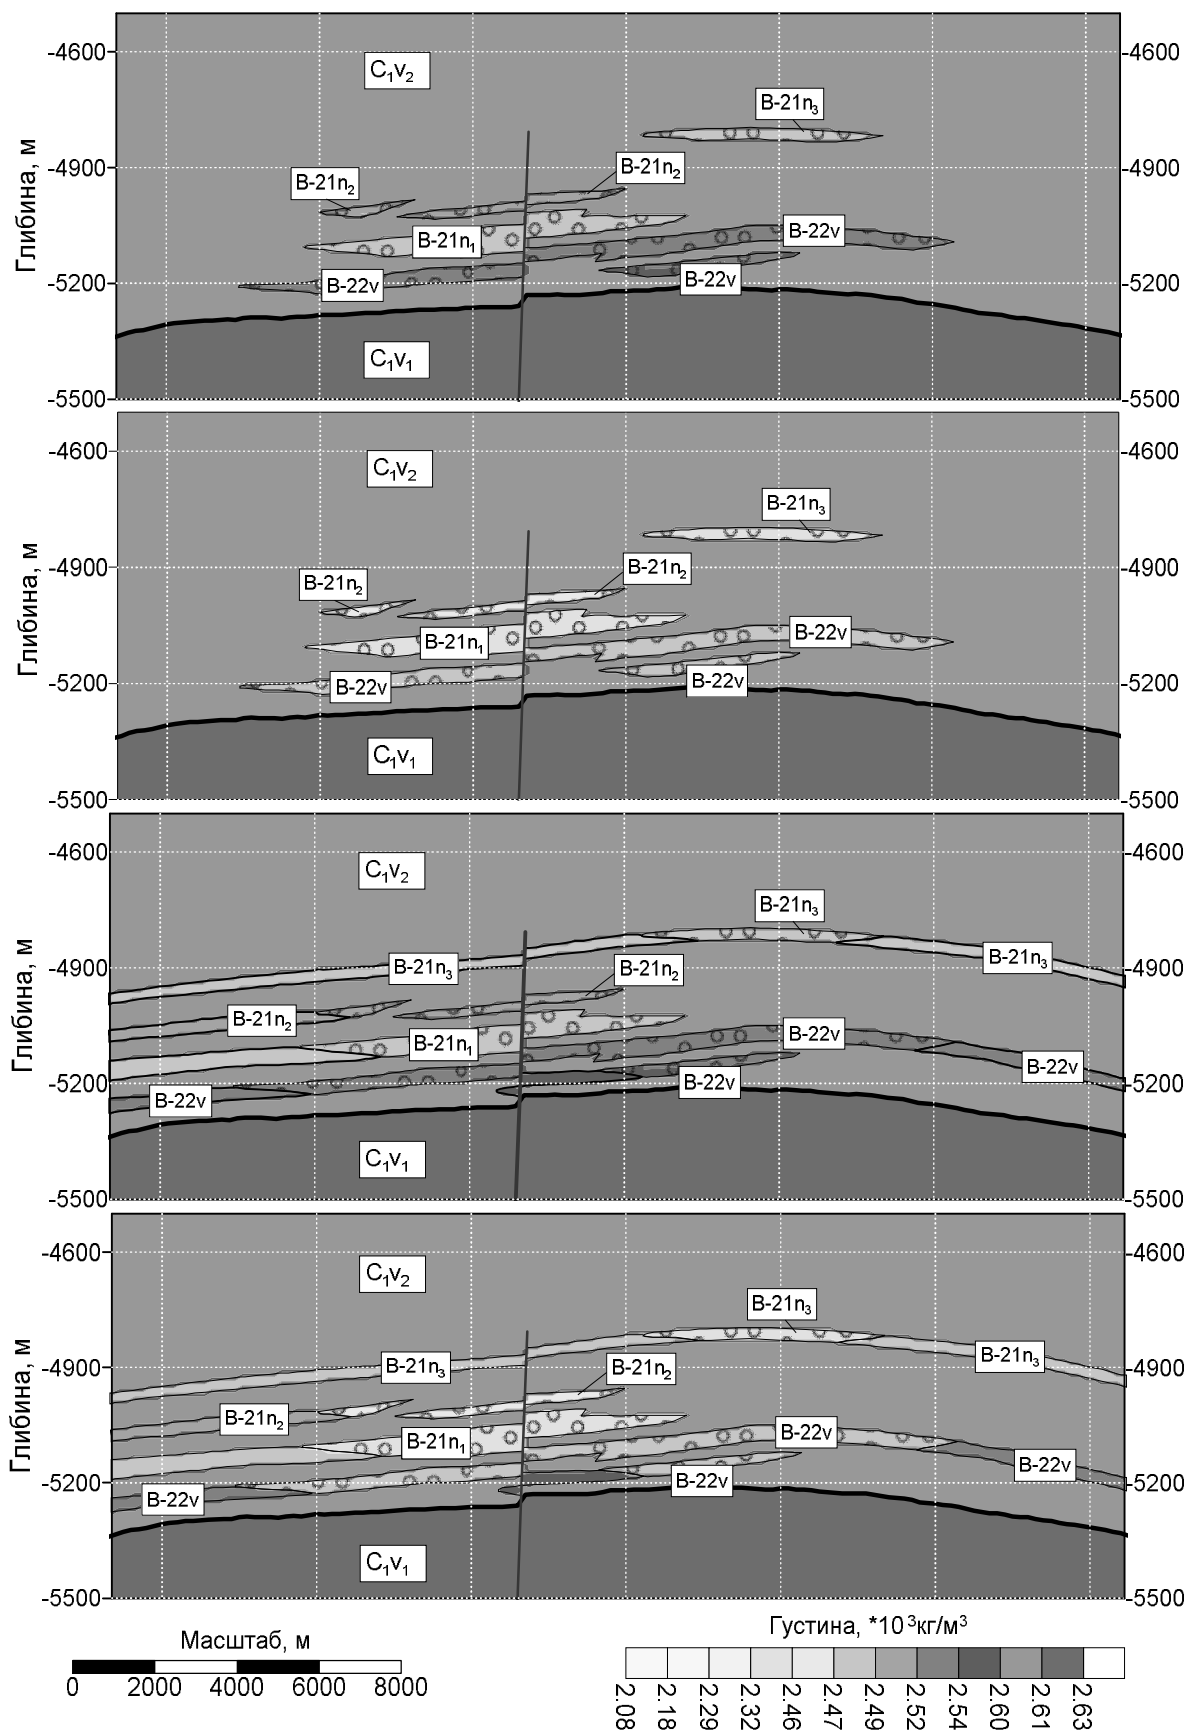 -4600
-4600
C₁v₂
B-21n₃
Глибина, м
-4900
-4900
B-21n₂
B-21n₂
B-21n₁
B-22v
-5200
B-22v
B-22v
-5200
C₁v₁
-5500
-5500
-4600
-4600
C₁v₂
B-21n₃
Глибина, м
-4900
-4900
B-21n₂
B-21n₂
B-21n₁
B-22v
-5200
B-22v
B-22v
-5200
C₁v₁
-5500
-5500
-4600
-4600
C₁v₂
B-21n₃
Глибина, м
B-21n₃
-4900
-4900
B-21n₃
B-21n₂
B-21n₂
B-21n₁
B-22v
B-22v
-5200
-5200
B-22v
B-22v
C₁v₁
-5500
-5500
-4600
-4600
C₁v₂
B-21n₃
Глибина, м
B-21n₃
-4900
-4900
B-21n₃
B-21n₂
B-21n₂
B-21n₁
B-22v
B-22v
-5200
-5200
B-22v
B-22v
C₁v₁
-5500
-5500
Масштаб, м
0 2000 4000 6000 8000
Густина, *10³кг/м³
2.08 2.18 2.29 2.32 2.46 2.47 2.49 2.52 2.54 2.60 2.61 2.63